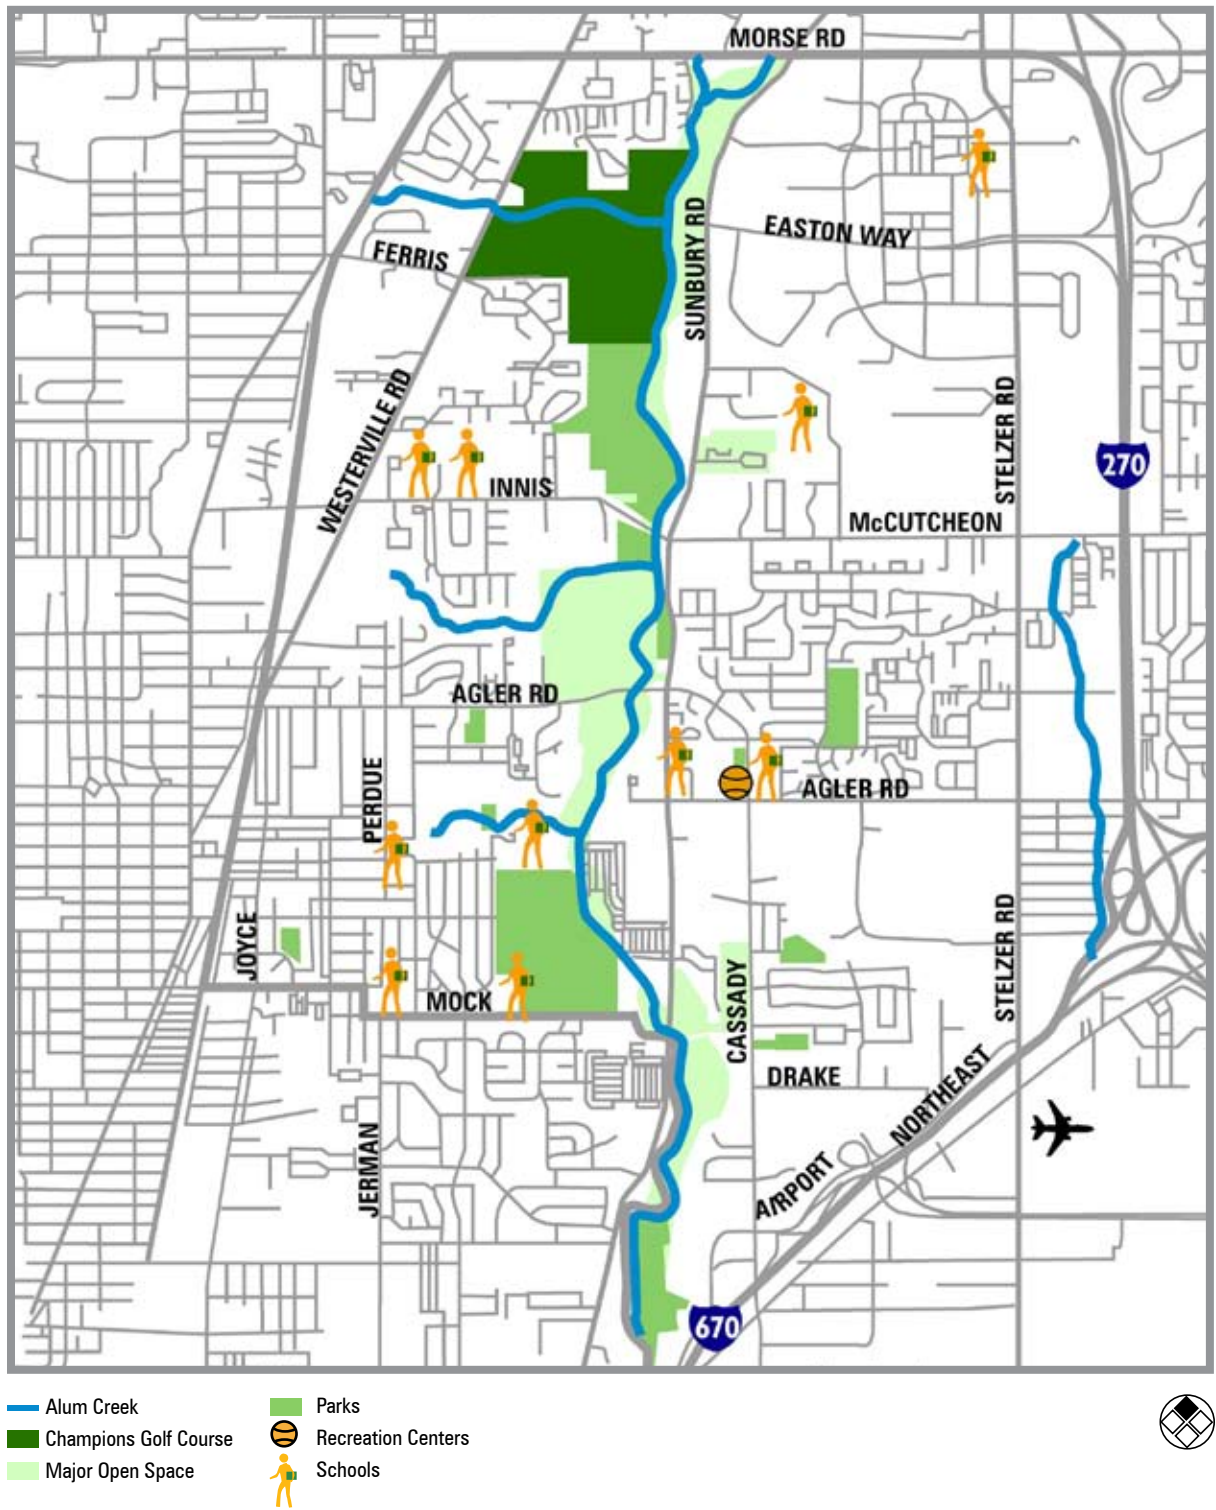 MORSE RD
SUNBURY RD
EASTON WAY
FERRIS
WESTERVILLE RD
STELZER RD
270
INNIS
McCUTCHEON
AGLER RD
PERDUE
AGLER RD
JOYCE
STELZER RD
MOCK
CASSADY
DRAKE
NORTHEAST
JERMAN
AIRPORT
670
Alum Creek
Champions Golf Course
Major Open Space
Parks
Recreation Centers
Schools